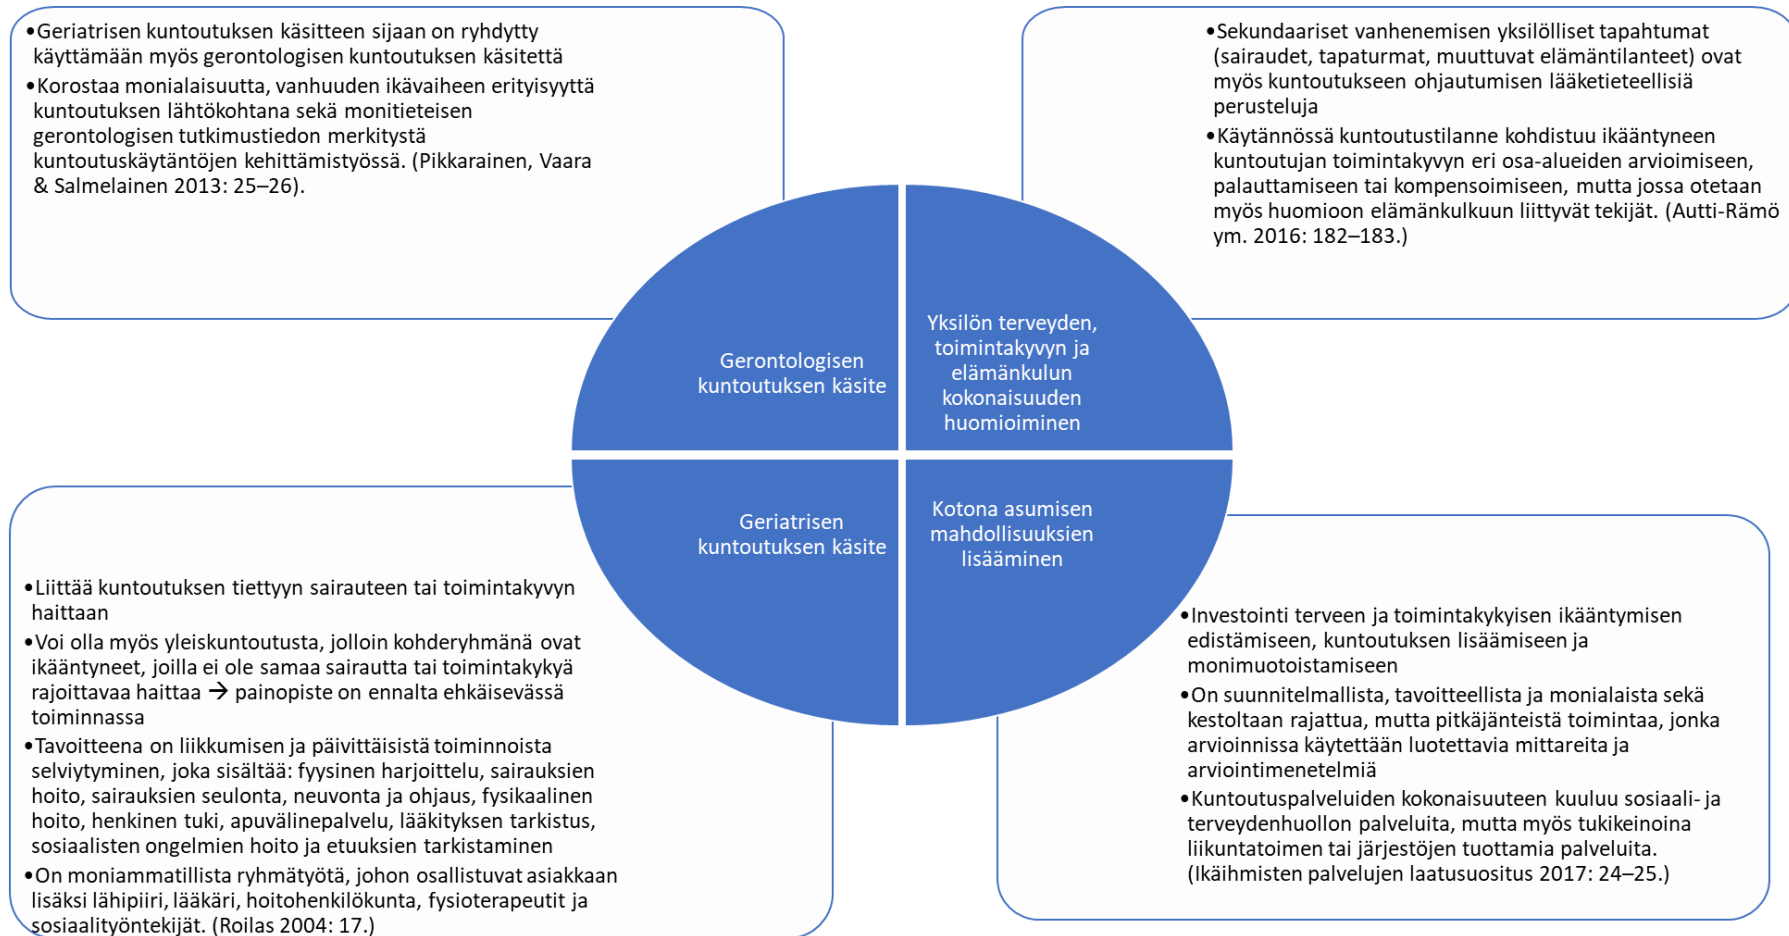 •Geriatrisen kuntoutuksen käsitteen sijaan on ryhdytty
käyttämään myös gerontologisen kuntoutuksen käsitettä
•Korostaa monialaisuutta, vanhuuden ikävaiheen erityisyyttä
kuntoutuksen lähtökohtana sekä monitieteisen
gerontologisen tutkimustiedon merkitystä
kuntoutuskäytäntöjen kehittämistyössä. (Pikkarainen, Vaara
& Salmelainen 2013: 25–26).
•Sekundaariset vanhenemisen yksilölliset tapahtumat
(sairaudet, tapaturmat, muuttuvat elämäntilanteet) ovat
myös kuntoutukseen ohjautumisen lääketieteellisiä
perusteluja
•Käytännössä kuntoutustilanne kohdistuu ikääntyneen
kuntoutujan toimintakyvyn eri osa-alueiden arvioimiseen,
palauttamiseen tai kompensoimiseen, mutta jossa otetaan
myös huomioon elämänkulkuun liittyvät tekijät. (Autti-Rämö
ym. 2016: 182–183.)
Gerontologisen
kuntoutuksen käsite
Yksilön terveyden,
toimintakyvyn ja
elämänkulun
kokonaisuuden
huomioiminen
Geriatrisen
kuntoutuksen käsite
Kotona asumisen
mahdollisuuksien
lisääminen
•Liittää kuntoutuksen tiettyyn sairauteen tai toimintakyvyn
haittaan
•Voi olla myös yleiskuntoutusta, jolloin kohderyhmänä ovat
ikääntyneet, joilla ei ole samaa sairautta tai toimintakykyä
rajoittavaa haittaa → painopiste on ennalta ehkäisevässä
toiminnassa
•Tavoitteena on liikkumisen ja päivittäisistä toiminnoista
selviytyminen, joka sisältää: fyysinen harjoittelu, sairauksien
hoito, sairauksien seulonta, neuvonta ja ohjaus, fysikaalinen
hoito, henkinen tuki, apuvälinepalvelu, lääkityksen tarkistus,
sosiaalisten ongelmien hoito ja etuuksien tarkistaminen
•On moniammatillista ryhmätyötä, johon osallistuvat asiakkaan
lisäksi lähipiiri, lääkäri, hoitohenkilökunta, fysioterapeutit ja
sosiaalityöntekijät. (Roilas 2004: 17.)
•Investointi terveen ja toimintakykyisen ikääntymisen
edistämiseen, kuntoutuksen lisäämiseen ja
monimuotoistamiseen
•On suunnitelmallista, tavoitteellista ja monialaista sekä
kestoltaan rajattua, mutta pitkäjänteistä toimintaa, jonka
arvioinnissa käytettään luotettavia mittareita ja
arviointimenetelmiä
•Kuntoutuspalveluiden kokonaisuuteen kuuluu sosiaali- ja
terveydenhuollon palveluita, mutta myös tukikeinoina
liikuntatoimen tai järjestöjen tuottamia palveluita.
(Ikäihmisten palvelujen laatusuositus 2017: 24–25.)